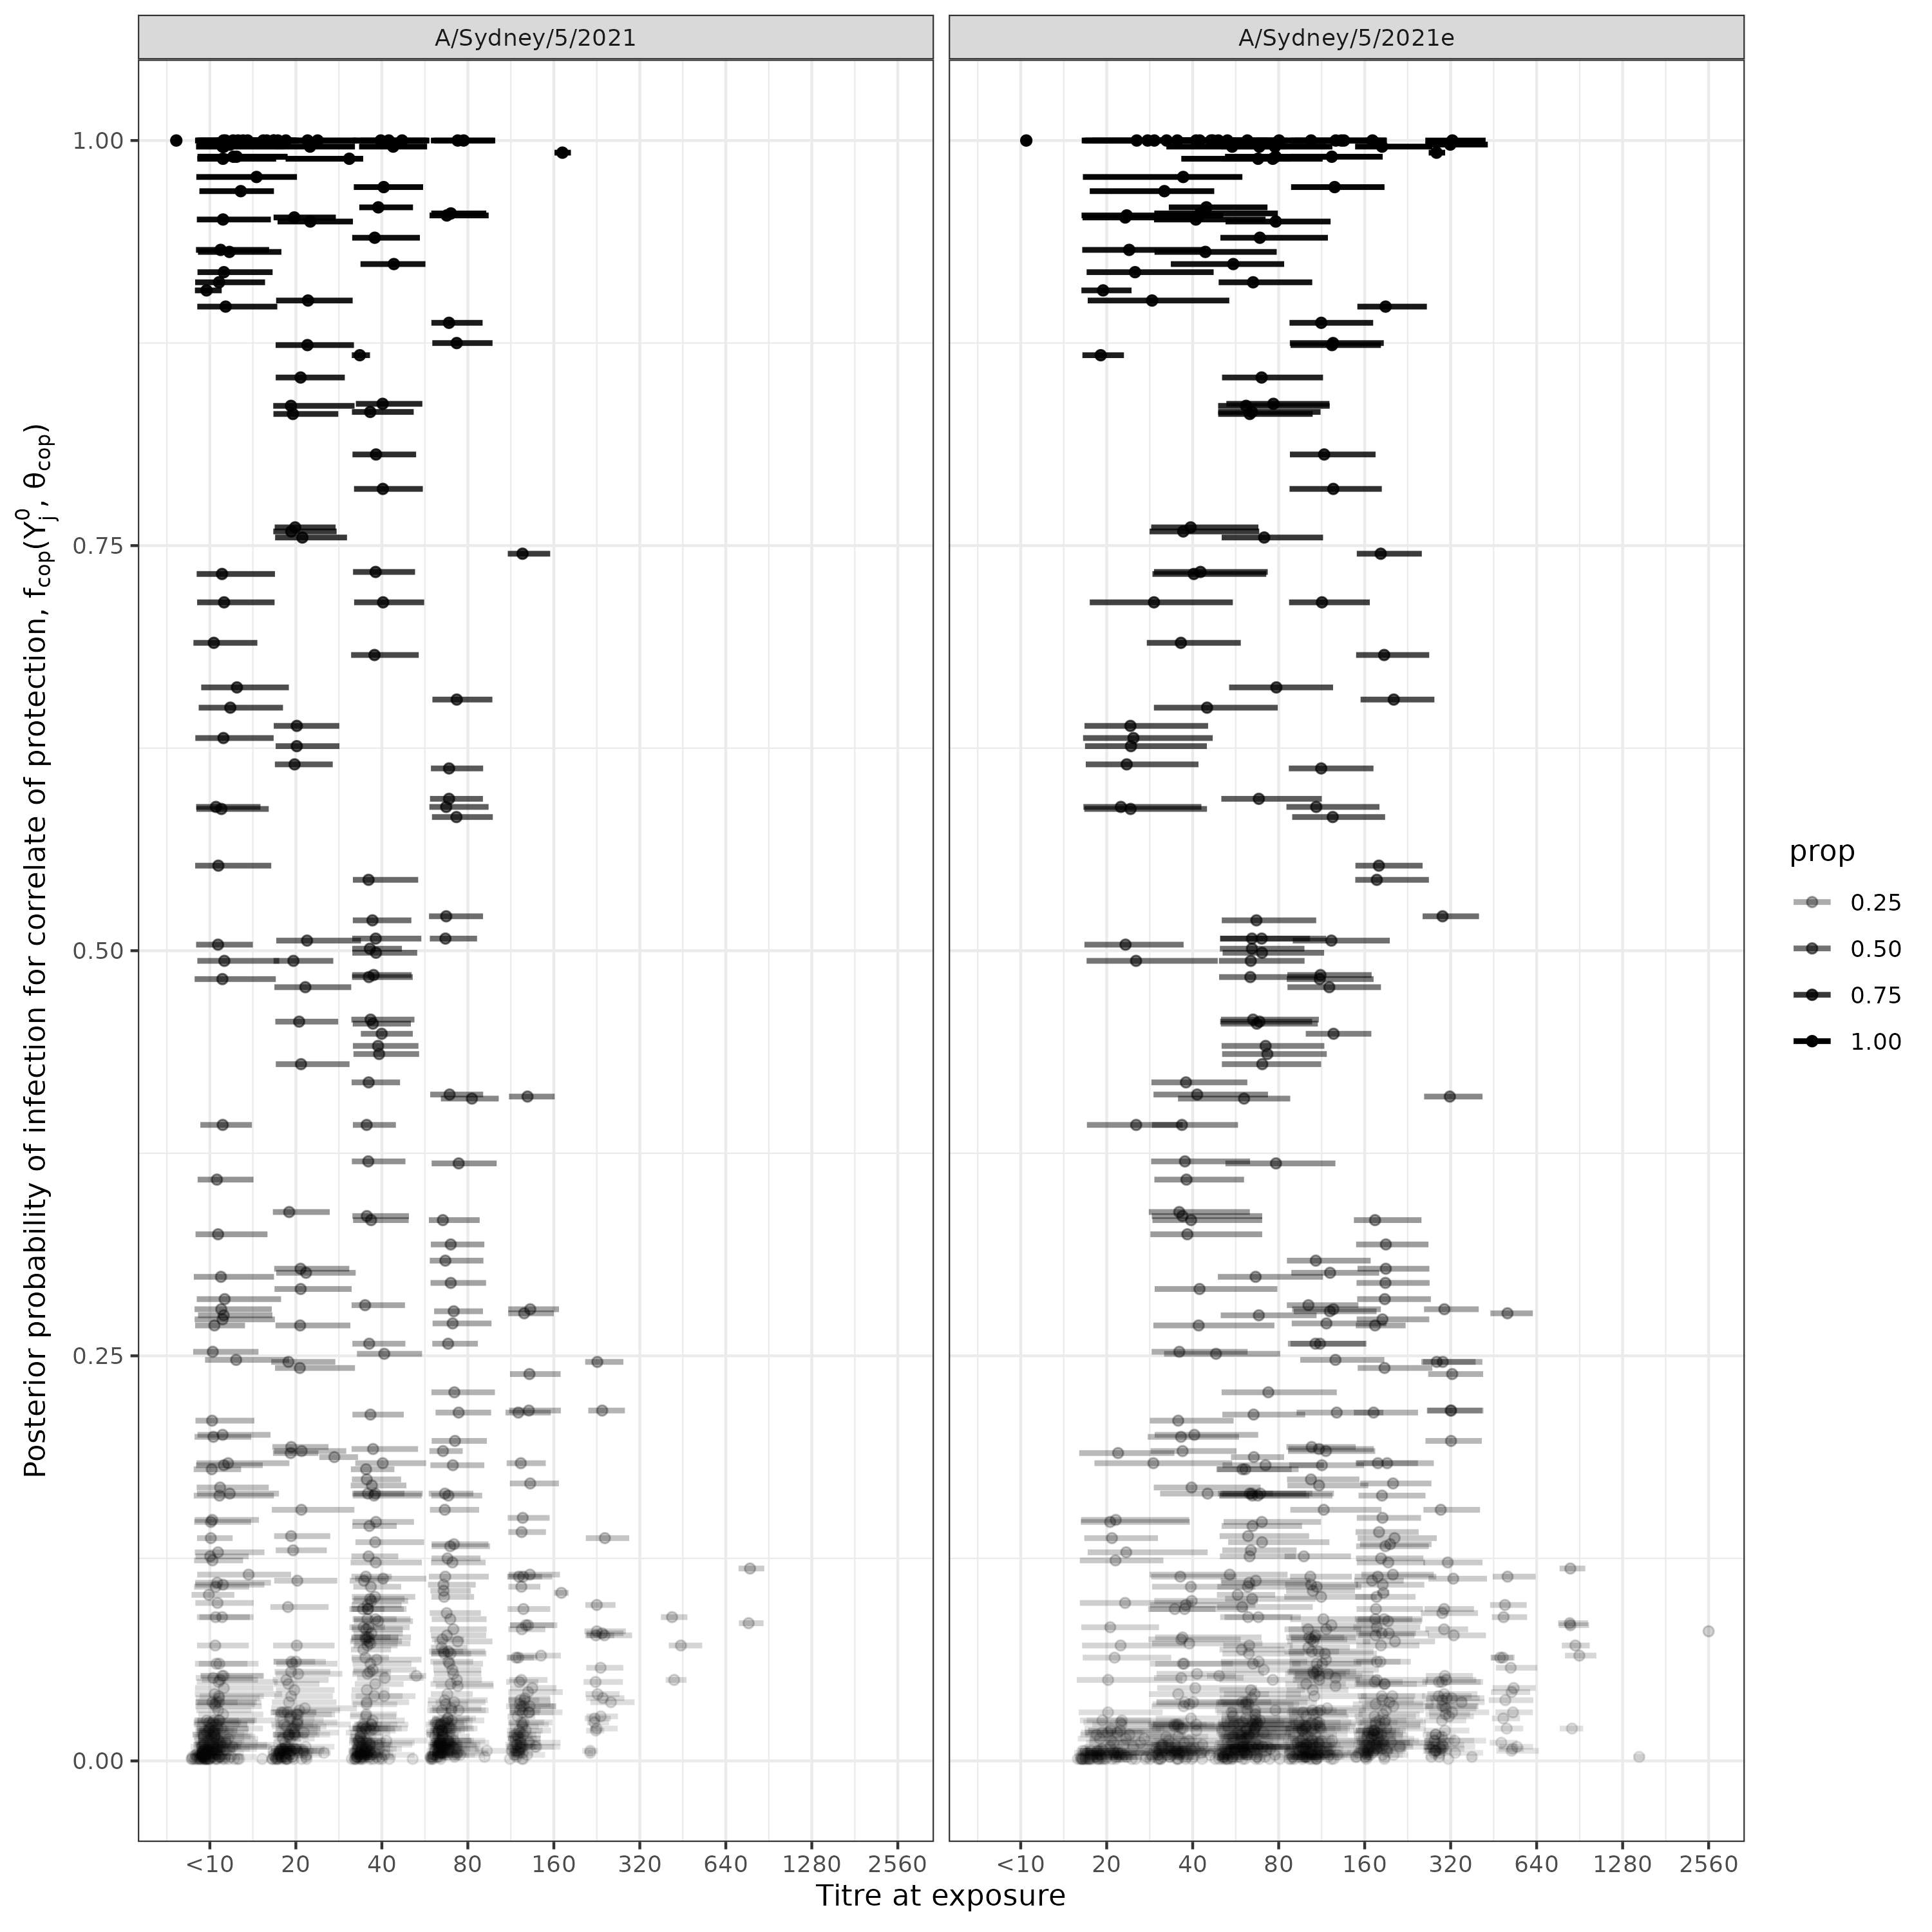 A/Sydney/5/2021
A/Sydney/5/2021e
Posterior probability of infection for correlate of protection, f_cop(Y_j^0, θ_cop)
1.00
0.75
0.50
0.25
0.00
<10 20 40 80 160 320 640 1280 2560
<10 20 40 80 160 320 640 1280 2560
Titre at exposure
prop
0.25
0.50
0.75
1.00